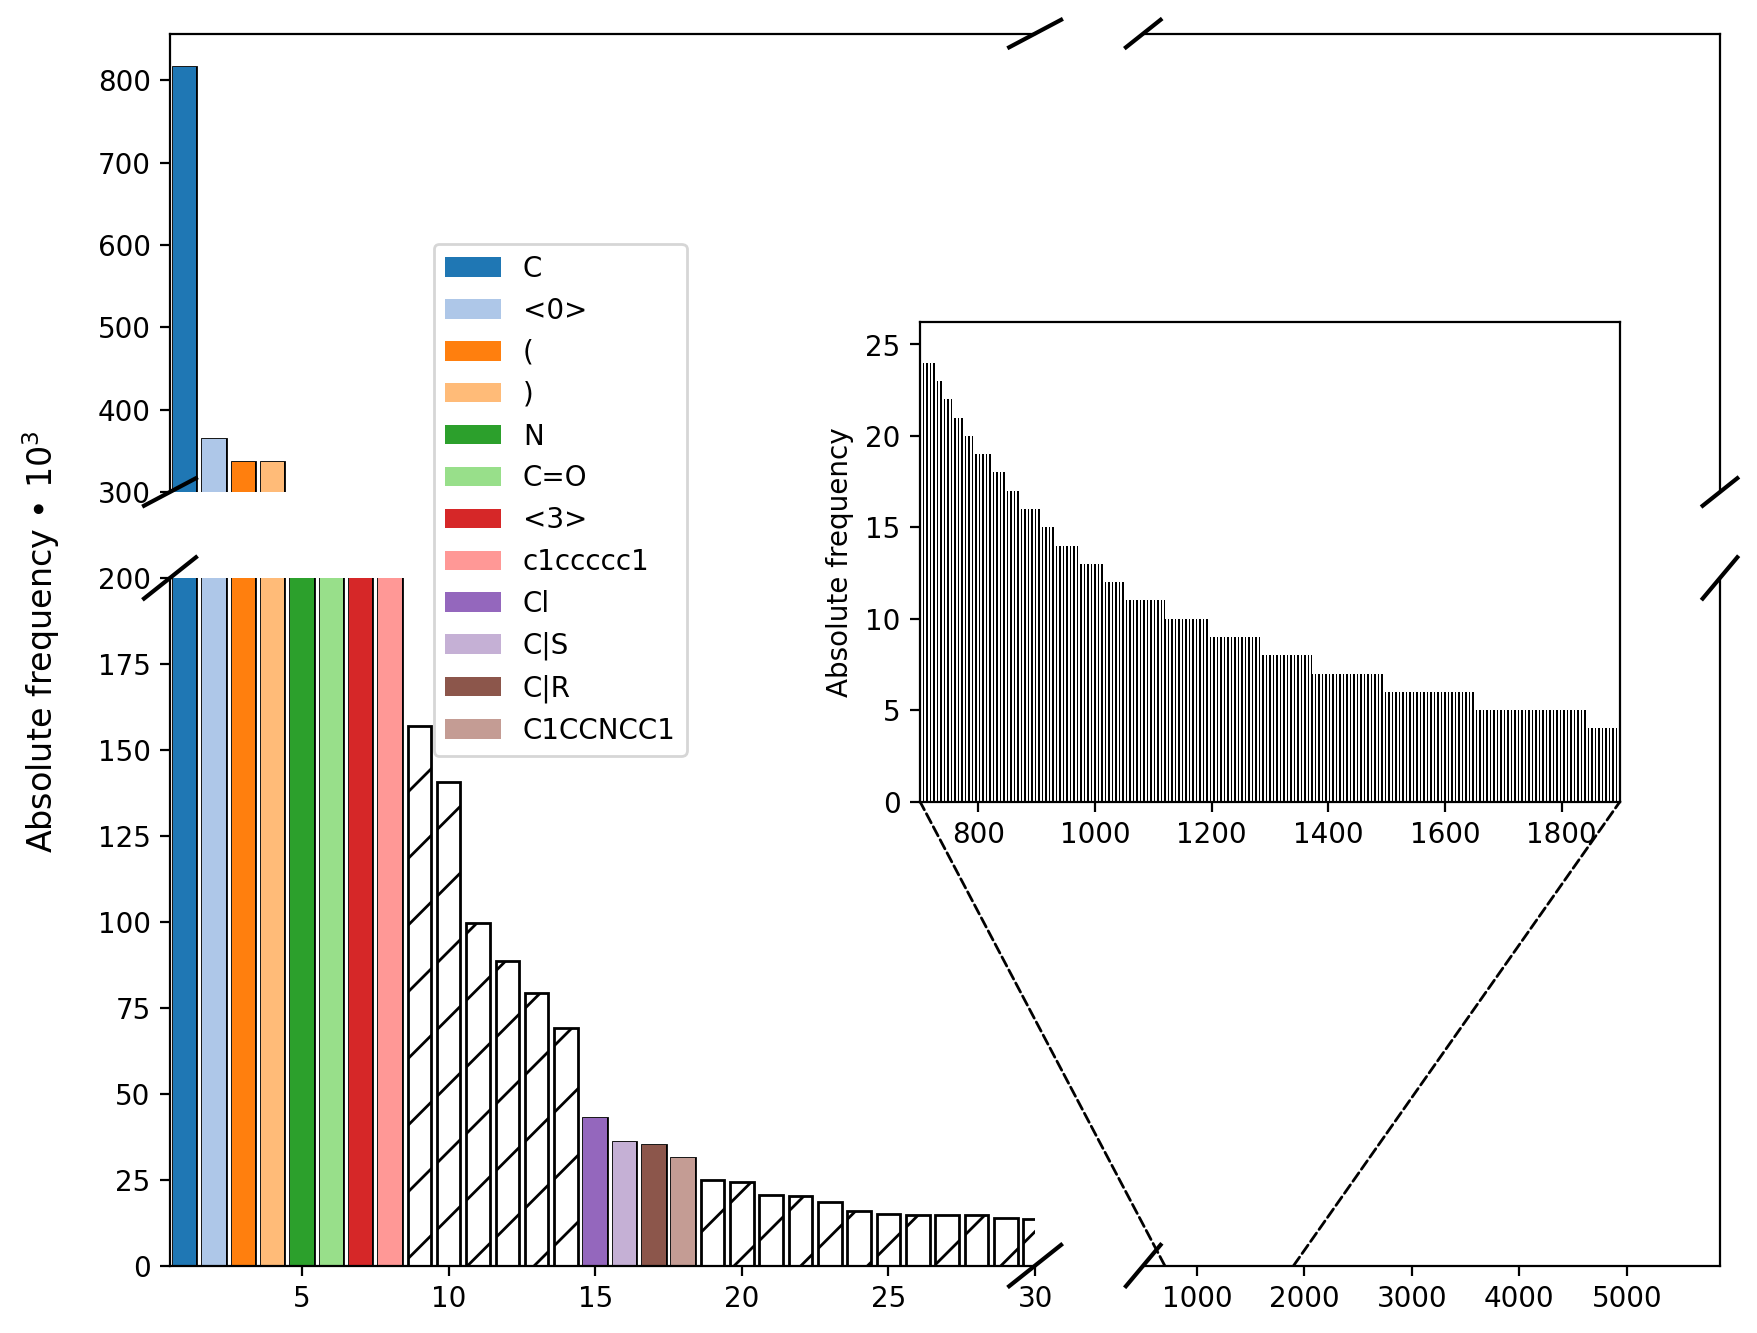 Absolute frequency • 10³
800
700
600
500
400
300
200
175
150
125
100
75
50
25
0
C
<0>
(
)
N
C=O
<3>
c1ccccc1
Cl
C|S
C|R
C1CCNCC1
Absolute frequency
25
20
15
10
5
0
800 1000 1200 1400 1600 1800
5 10 15 20 25 30 1000 2000 3000 4000 5000